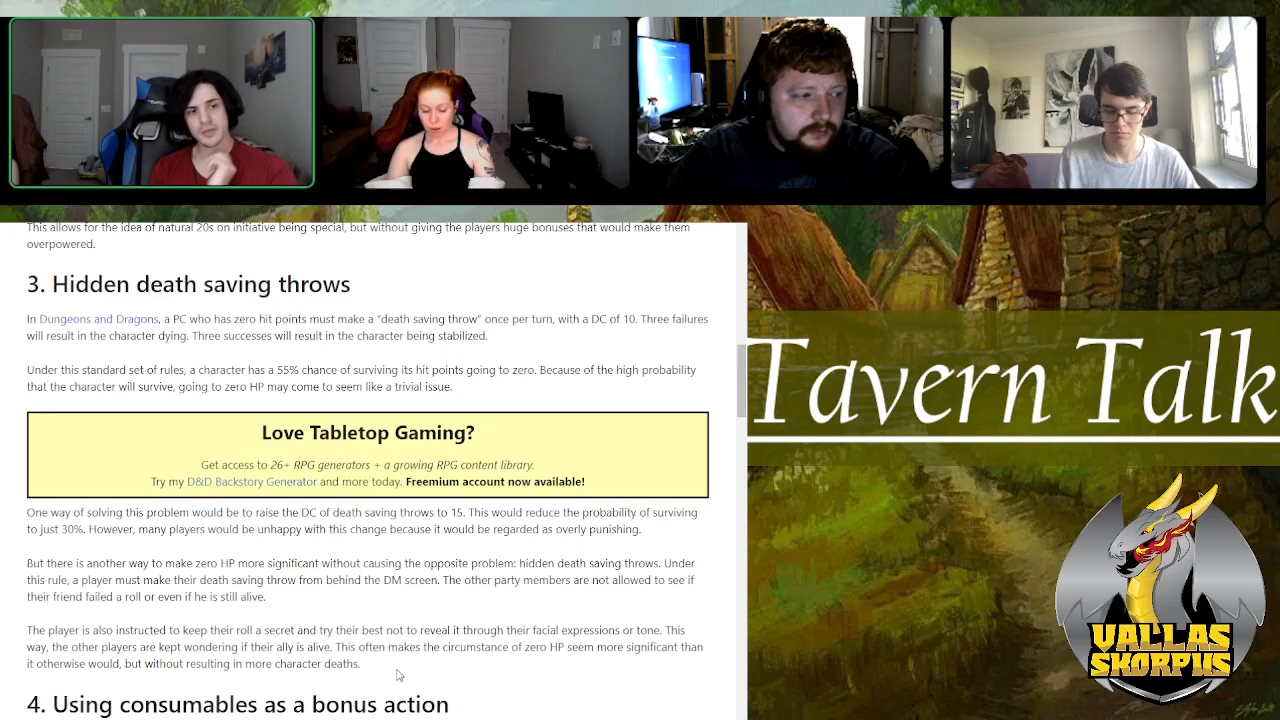 This allows for the idea of natural 20s on initiative being special, but without giving the players huge bonuses that would make them
overpowered.
3. Hidden death saving throws
In Dungeons and Dragons, a PC who has zero hit points must make a “death saving throw” once per turn, with a DC of 10. Three failures
will result in the character dying. Three successes will result in the character being stabilized.
Under this standard set of rules, a character has a 55% chance of surviving its hit points going to zero. Because of the high probability
that the character will survive, going to zero HP may come to seem like a trivial issue.
Love Tabletop Gaming?
Get access to 26+ RPG generators + a growing RPG content library.
Try my D&D Backstory Generator and more today. Freemium account now available!
One way of solving this problem would be to raise the DC of death saving throws to 15. This would reduce the probability of surviving
to just 30%. However, many players would be unhappy with this change because it would be regarded as overly punishing.
But there is another way to make zero HP more significant without causing the opposite problem: hidden death saving throws. Under
this rule, a player must make their death saving throw from behind the DM screen. The other party members are not allowed to see if
their friend failed a roll or even if he is still alive.
The player is also instructed to keep their roll a secret and try their best not to reveal it through their facial expressions or tone. This
way, the other players are kept wondering if their ally is alive. This often makes the circumstance of zero HP seem more significant than
it otherwise would, but without resulting in more character deaths.
4. Using consumables as a bonus action
Tavern Talk
VALLAS
SKORPUS